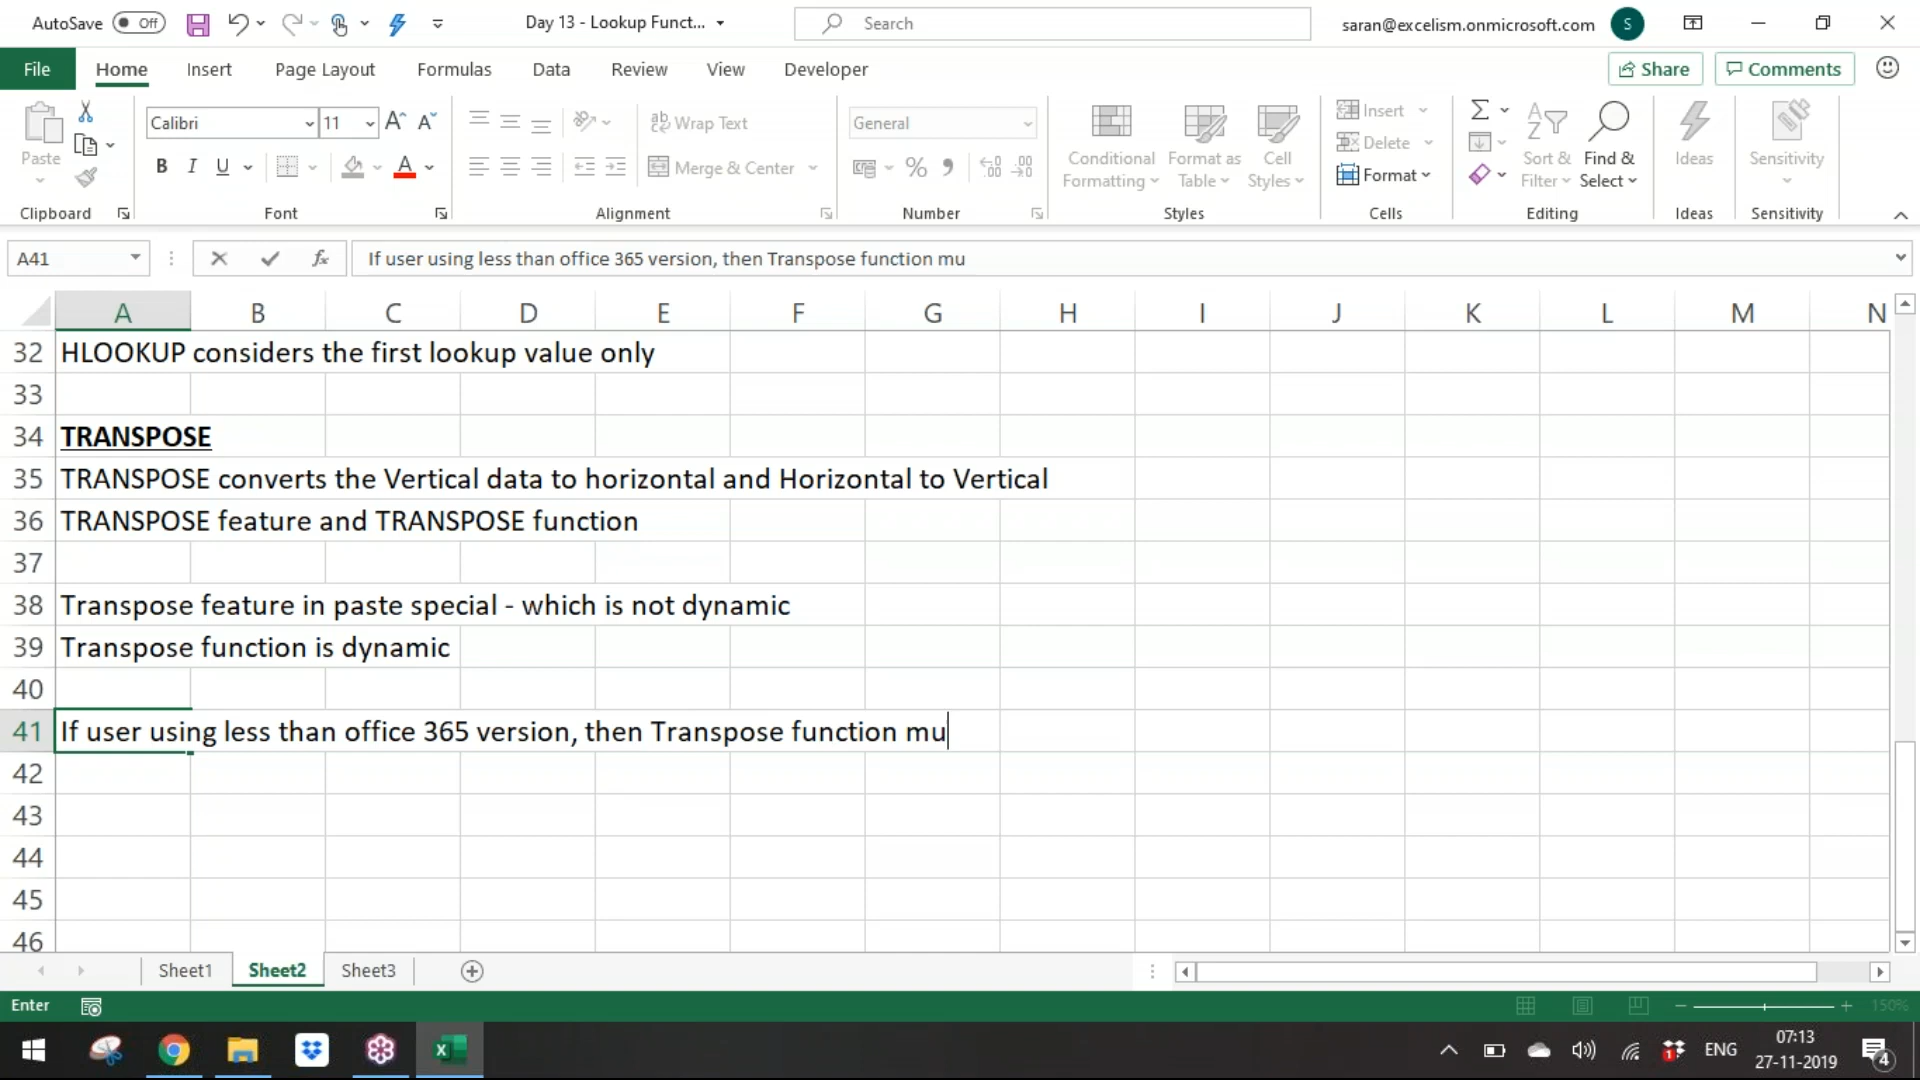 AutoSave Off Day 13 - Lookup Funct... Search saran@excelism.onmicrosoft.com S
File Home Insert Page Layout Formulas Data Review View Developer Share Comments
Paste Calibri 11 A A Wrap Text General Conditional Formatting Format as Table Cell Styles Insert Sort & Filter Find & Select Ideas Sensitivity
Delete
B I U A Merge & Center % Format
Clipboard Font Alignment Number Styles Cells Editing Ideas Sensitivity
A41 fx If user using less than office 365 version, then Transpose function mu
A B C D E F G H I J K L M N
32 HLOOKUP considers the first lookup value only
33
34 TRANSPOSE
35 TRANSPOSE converts the Vertical data to horizontal and Horizontal to Vertical
36 TRANSPOSE feature and TRANSPOSE function
37
38 Transpose feature in paste special - which is not dynamic
39 Transpose function is dynamic
40
41 If user using less than office 365 version, then Transpose function mu
42
43
44
45
46
Sheet1 Sheet2 Sheet3
Enter 150%
ENG 07:13
27-11-2019 4